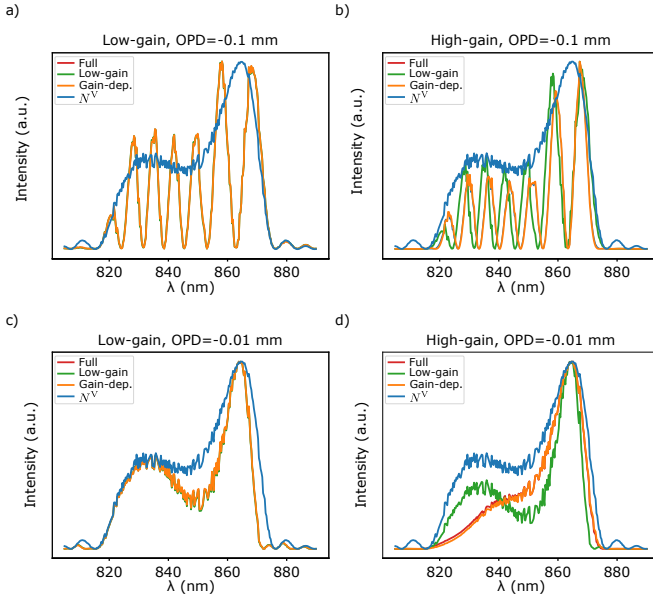 a)
Low-gain, OPD=-0.1 mm
Intensity (a.u.)
Full
Low-gain
Gain-dep.
N^V
820 840 860 880
λ (nm)
b)
High-gain, OPD=-0.1 mm
Intensity (a.u.)
Full
Low-gain
Gain-dep.
N^V
820 840 860 880
λ (nm)
c)
Low-gain, OPD=-0.01 mm
Intensity (a.u.)
Full
Low-gain
Gain-dep.
N^V
820 840 860 880
λ (nm)
d)
High-gain, OPD=-0.01 mm
Intensity (a.u.)
Full
Low-gain
Gain-dep.
N^V
820 840 860 880
λ (nm)